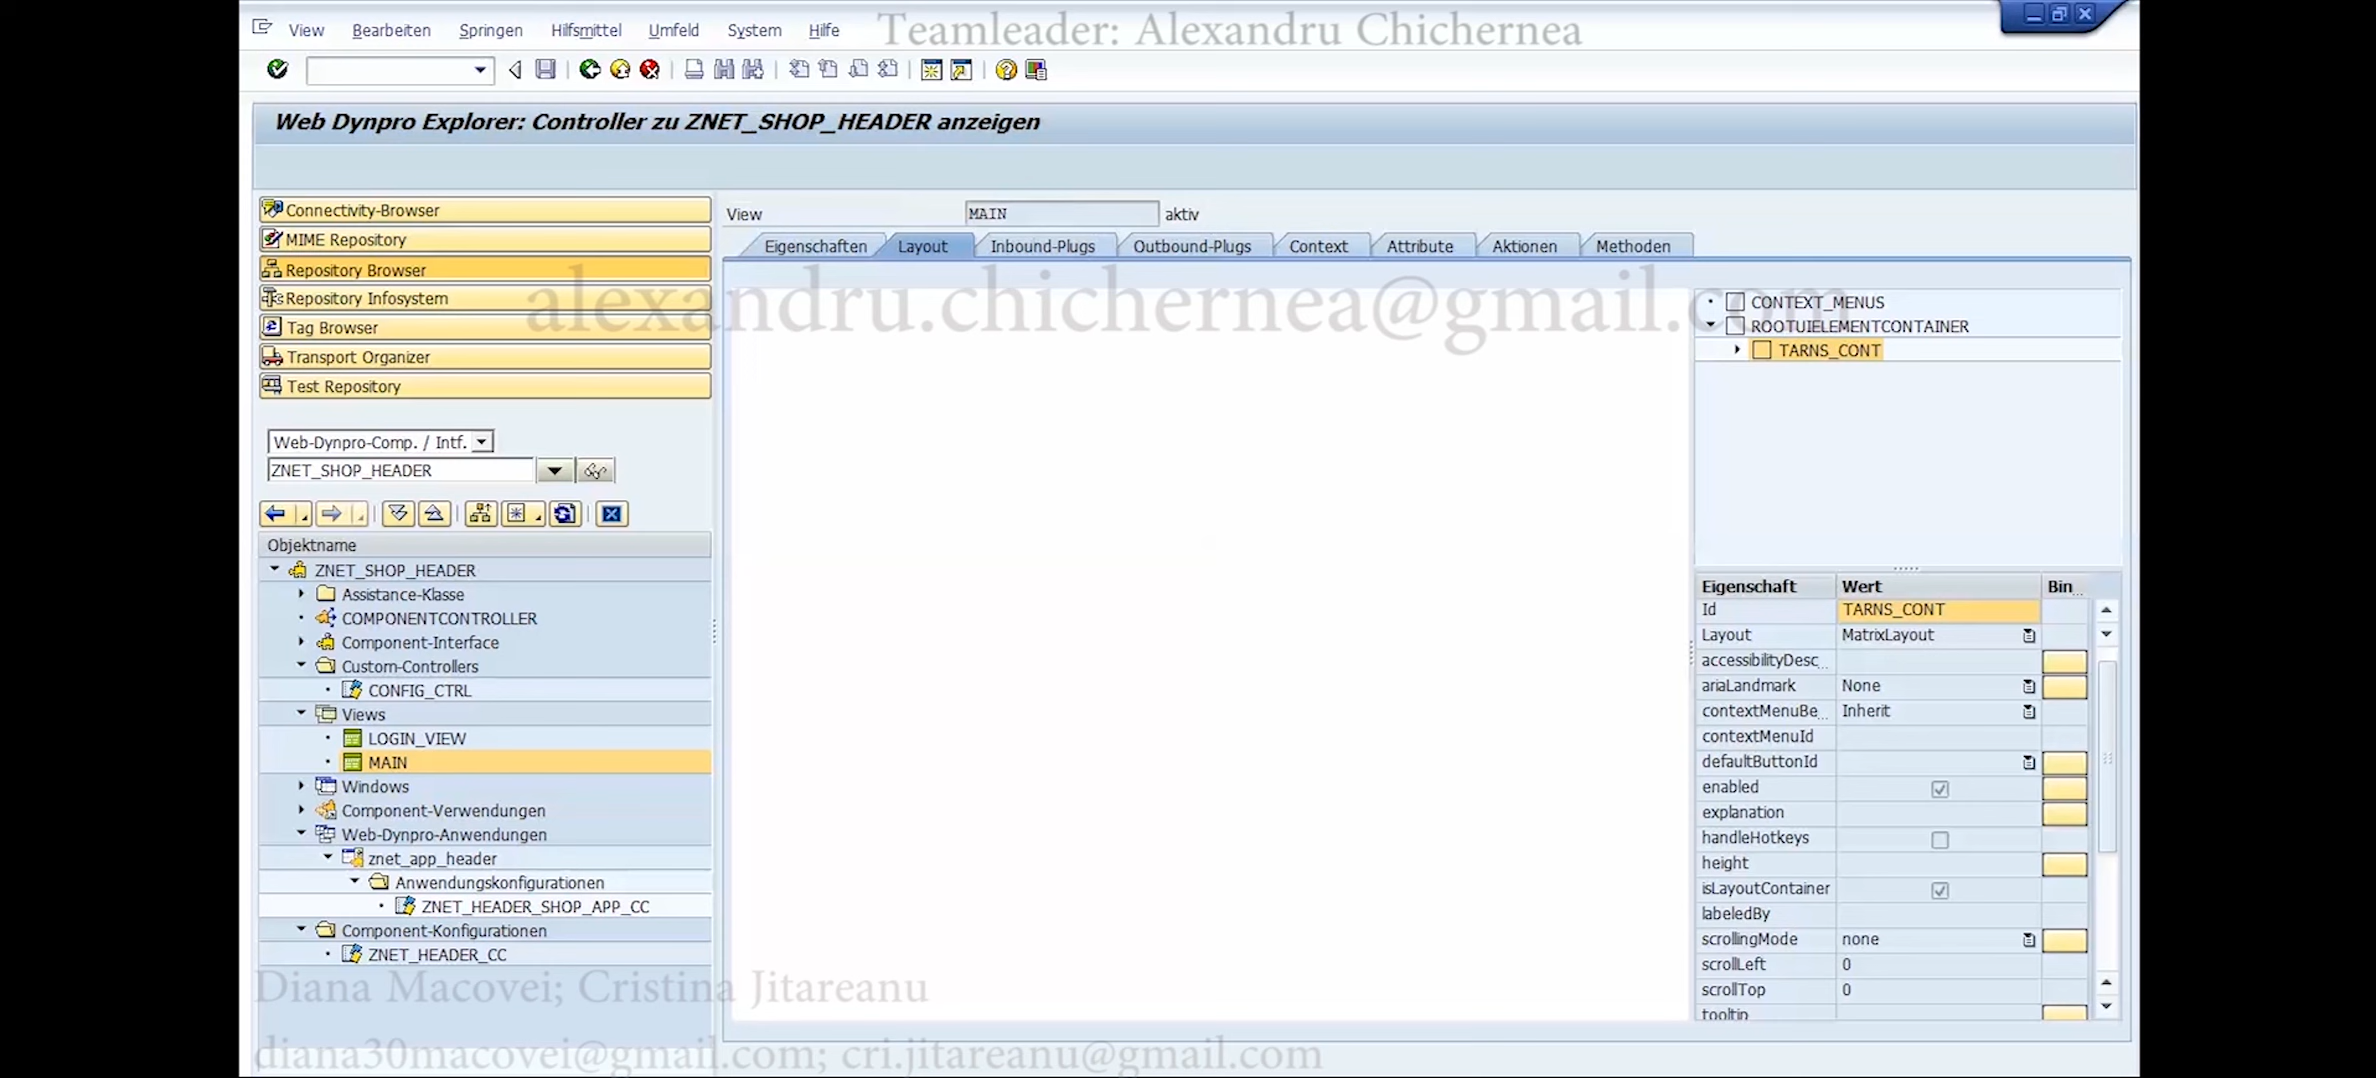 View Bearbeiten Springen Hilfsmittel Umfeld System Hilfe
Teamleader: Alexandru Chichernea
Web Dynpro Explorer: Controller zu ZNET_SHOP_HEADER anzeigen
Connectivity-Browser
MIME Repository
Repository Browser
Repository Infosystem
Tag Browser
Transport Organizer
Test Repository
Web-Dynpro-Comp. / Intf.
ZNET_SHOP_HEADER
Objektname
ZNET_SHOP_HEADER
Assistance-Klasse
COMPONENTCONTROLLER
Component-Interface
Custom-Controllers
CONFIG_CTRL
Views
LOGIN_VIEW
MAIN
Windows
Component-Verwendungen
Web-Dynpro-Anwendungen
znet_app_header
Anwendungskonfigurationen
ZNET_HEADER_SHOP_APP_CC
Component-Konfigurationen
ZNET_HEADER_CC
View MAIN aktiv
Eigenschaften Layout Inbound-Plugs Outbound-Plugs Context Attribute Aktionen Methoden
alexandru.chichernea@gmail.com
CONTEXT_MENUS
ROOTUIELEMENTCONTAINER
TARNS_CONT
Eigenschaft Wert Bin...
Id TARNS_CONT
Layout MatrixLayout
accessibilityDesc...
ariaLandmark None
contextMenuBe... Inherit
contextMenuId
defaultButtonId
enabled
explanation
handleHotkeys
height
isLayoutContainer
labeledBy
scrollingMode none
scrollLeft 0
scrollTop 0
tooltip
Diana Macovei; Cristina Jitareanu
diana30macovei@gmail.com; cri.jitareanu@gmail.com